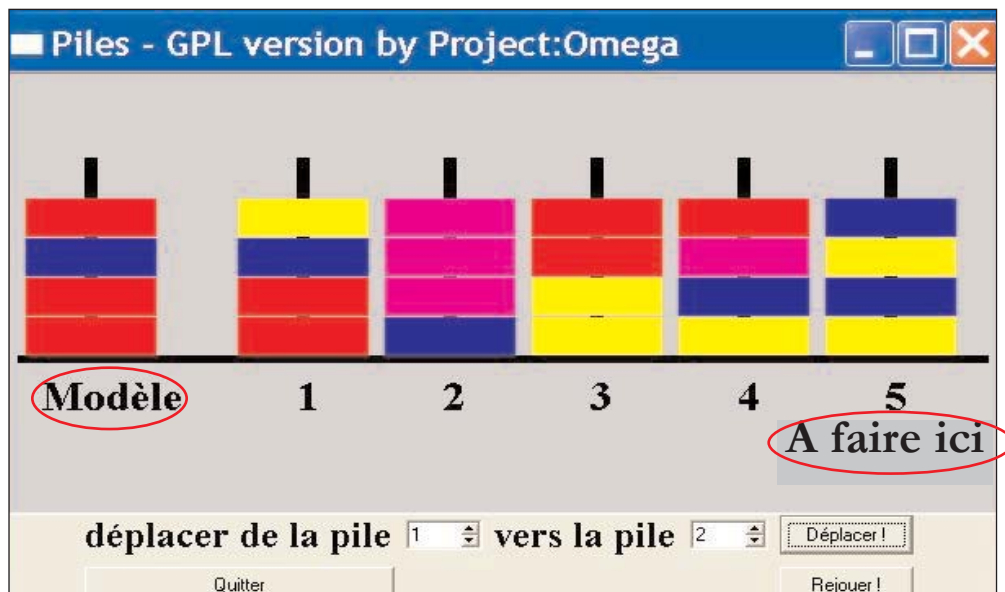 Piles - GPL version by Project:Omega
Modèle 1 2 3 4 5
A faire ici
déplacer de la pile 1 vers la pile 2 Déplacer !
Quitter Rejouer !